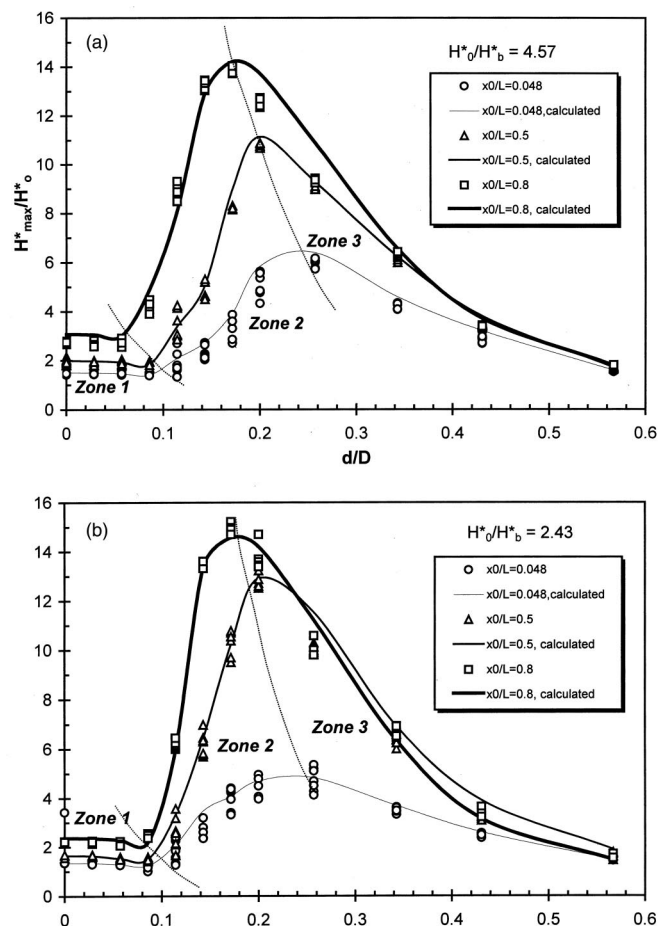 (a)
H*0/H*b = 4.57
x0/L=0.048
x0/L=0.048,calculated
x0/L=0.5
x0/L=0.5, calculated
x0/L=0.8
x0/L=0.8, calculated
H*max/H*o
16
14
12
10
8
6
4
2
0
Zone 3
Zone 2
Zone 1
0 0.1 0.2 0.3 0.4 0.5 0.6
d/D
(b)
H*0/H*b = 2.43
x0/L=0.048
x0/L=0.048,calculated
x0/L=0.5
x0/L=0.5, calculated
x0/L=0.8
x0/L=0.8, calculated
16
14
12
10
8
6
4
2
0
Zone 3
Zone 2
Zone 1
0 0.1 0.2 0.3 0.4 0.5 0.6